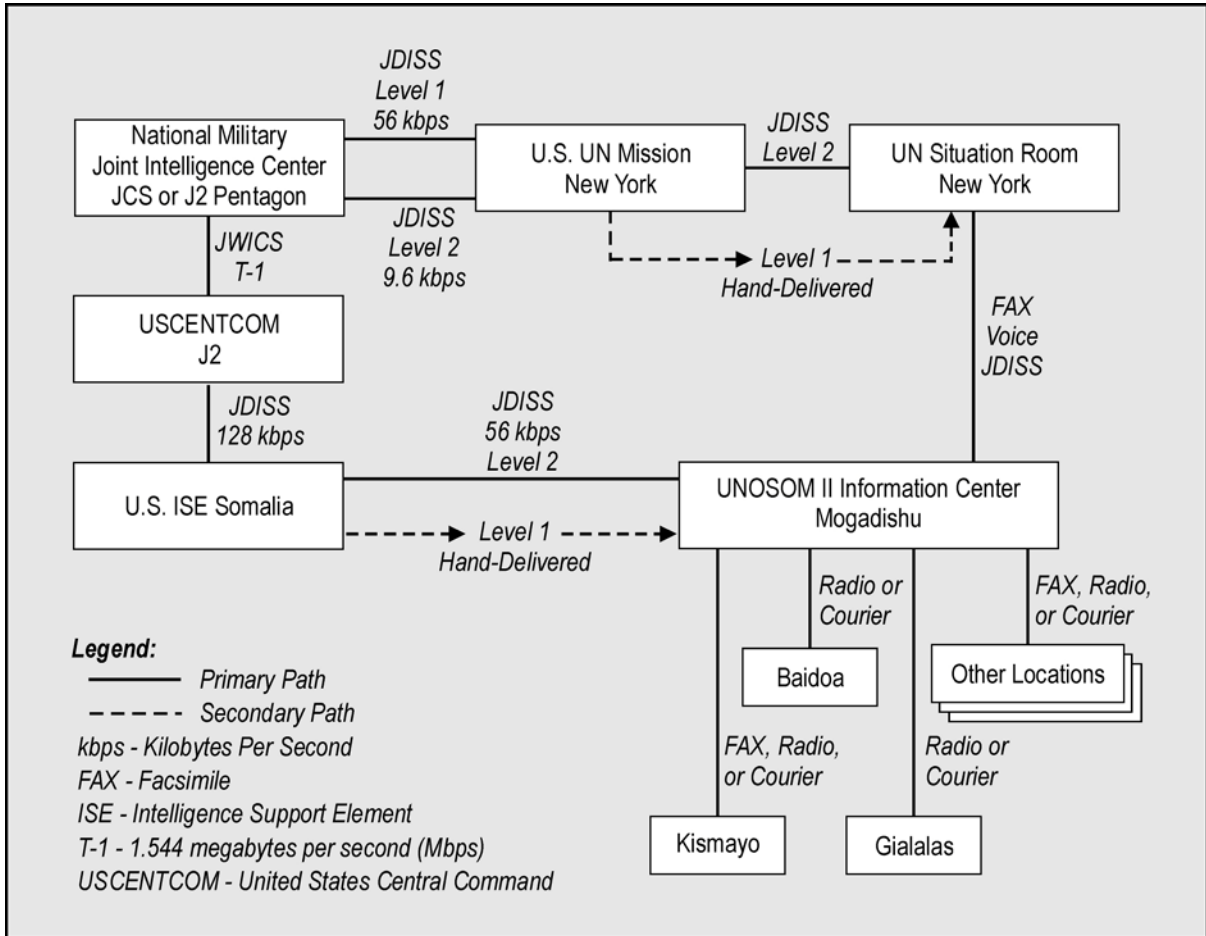 JDISS
Level 1
56 kbps
National Military
Joint Intelligence Center
JCS or J2 Pentagon
U.S. UN Mission
New York
JDISS
Level 2
UN Situation Room
New York
JDISS
Level 2
9.6 kbps
JWICS
T-1
Level 1
Hand-Delivered
USCENTCOM
J2
FAX
Voice
JDISS
JDISS
128 kbps
JDISS
56 kbps
Level 2
U.S. ISE Somalia
UNOSOM II Information Center
Mogadishu
Level 1
Hand-Delivered
Radio or
Courier
FAX, Radio,
or Courier
Baidoa
Other Locations
FAX, Radio,
or Courier
Radio or
Courier
Kismayo
Gialalas
Legend:
Primary Path
Secondary Path
kbps - Kilobytes Per Second
FAX - Facsimile
ISE - Intelligence Support Element
T-1 - 1.544 megabytes per second (Mbps)
USCENTCOM - United States Central Command